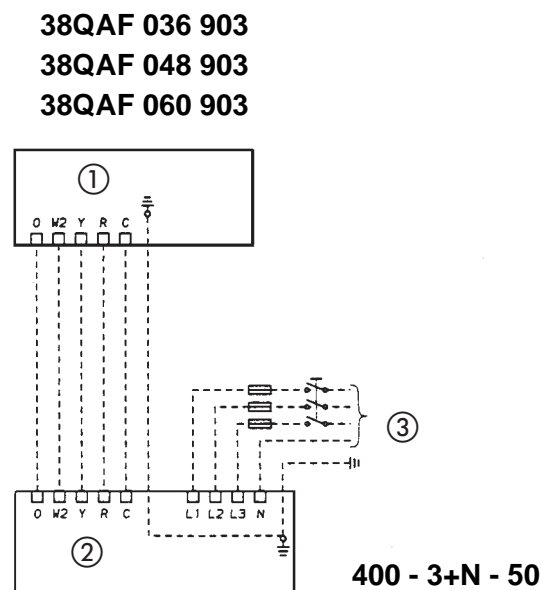 38QAF 036 903
38QAF 048 903
38QAF 060 903
①
O W2 Y R C
③
O W2 Y R C L1 L2 L3 N
②
400 - 3+N - 50